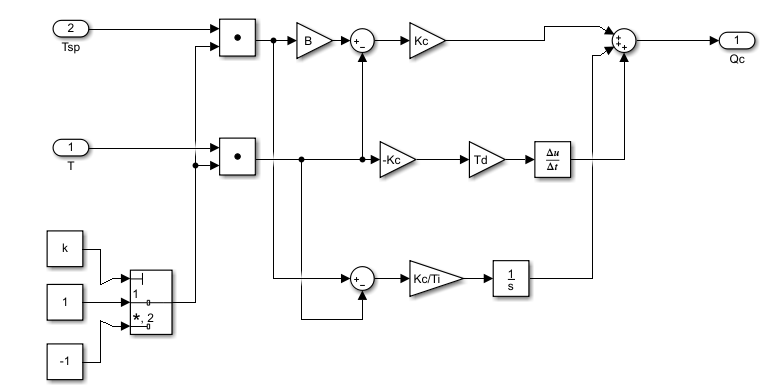 2
Tsp
B
+
−
Kc
+
+
+
1
Qc
1
T
-Kc
Td
Δu
Δt
k
1
-1
1
*, 2
+
−
Kc/Ti
1
s